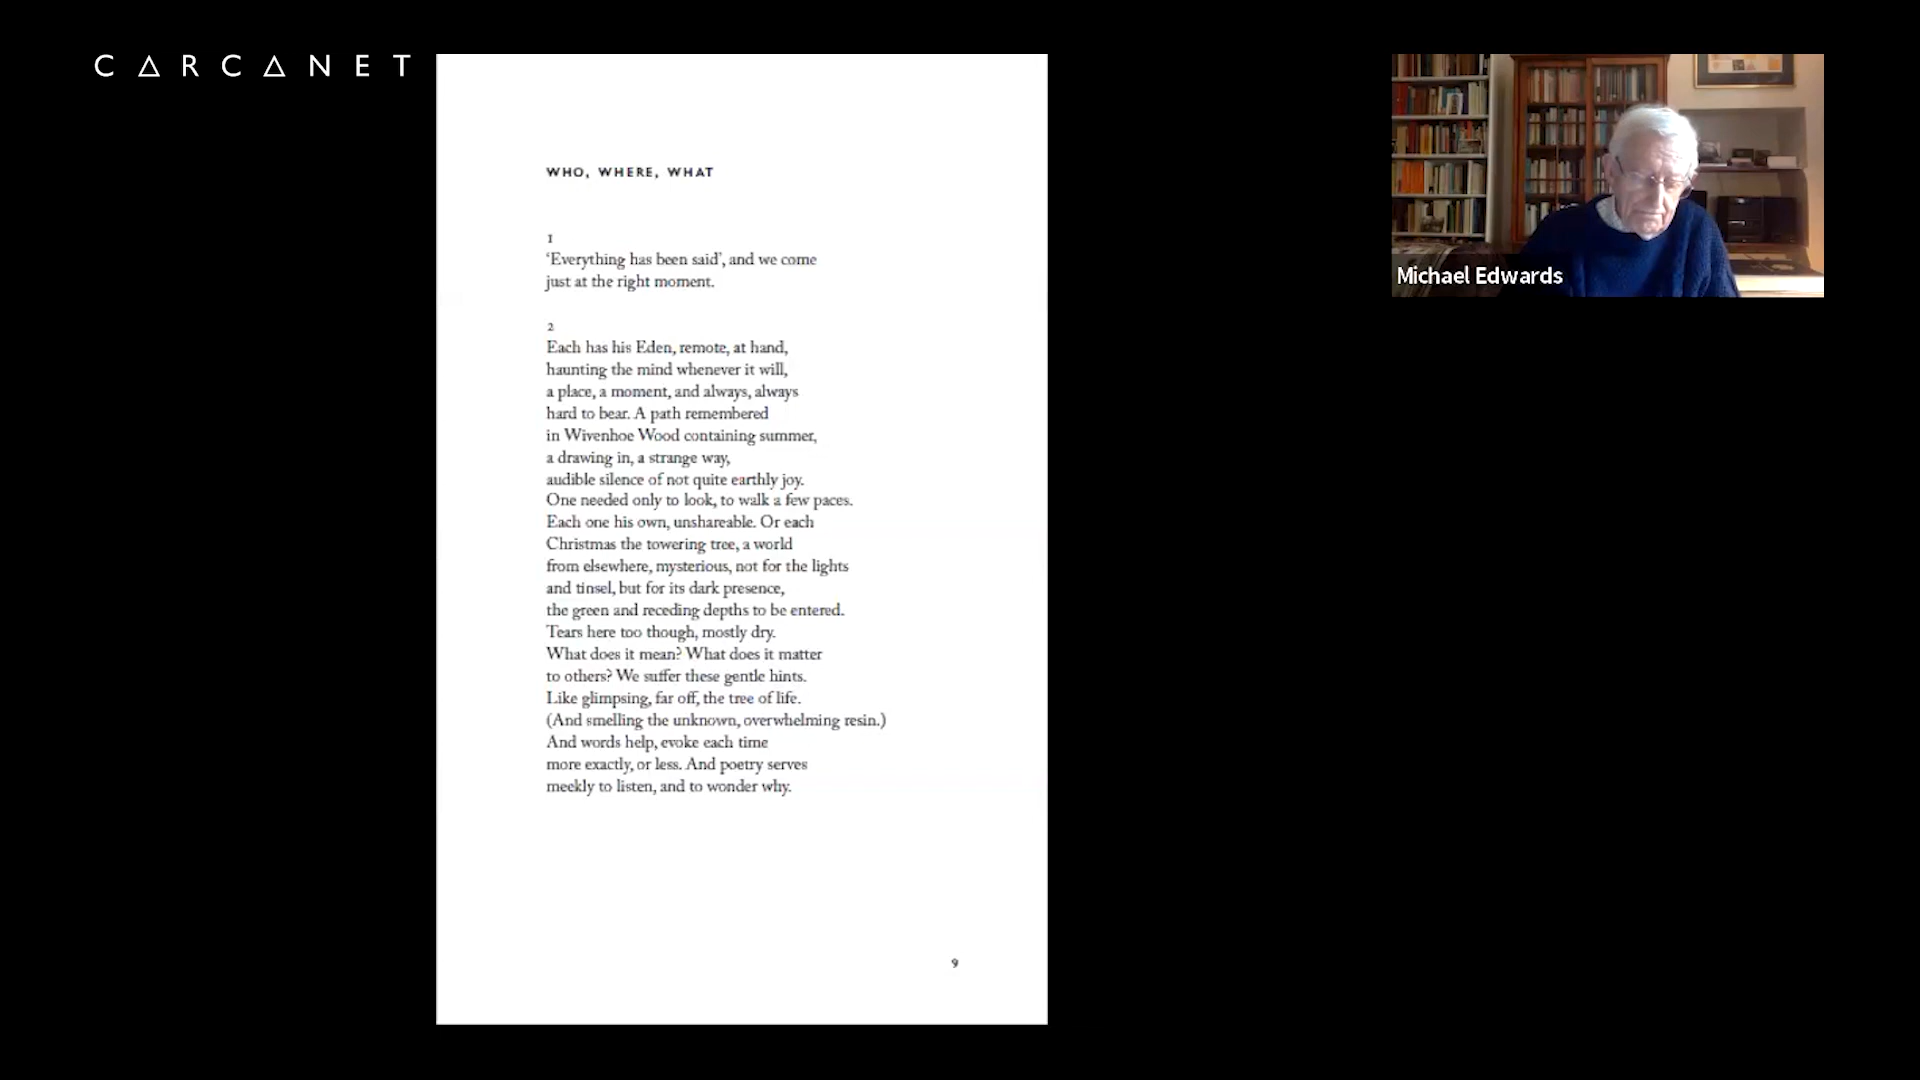 CARCANET
WHO, WHERE, WHAT
1
‘Everything has been said’, and we come
just at the right moment.
2
Each has his Eden, remote, at hand,
haunting the mind whenever it will,
a place, a moment, and always, always
hard to bear. A path remembered
in Wivenhoe Wood containing summer,
a drawing in, a strange way,
audible silence of not quite earthly joy.
One needed only to look, to walk a few paces.
Each one his own, unshareable. Or each
Christmas the towering tree, a world
from elsewhere, mysterious, not for the lights
and tinsel, but for its dark presence,
the green and receding depths to be entered.
Tears here too though, mostly dry.
What does it mean? What does it matter
to others? We suffer these gentle hints.
Like glimpsing, far off, the tree of life.
(And smelling the unknown, overwhelming resin.)
And words help, evoke each time
more exactly, or less. And poetry serves
meekly to listen, and to wonder why.
9
Michael Edwards